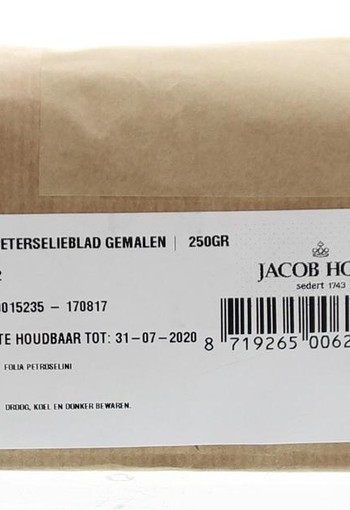 ETERSELIEBLAD GEMALEN | 250GR
2
0015235 – 170817
TE HOUDBAAR TOT: 31-07-2020
FOLIA PETROSELINI
DROOG, KOEL EN DONKER BEWAREN.
JACOB HO
sedert 1743
8 719265 0062